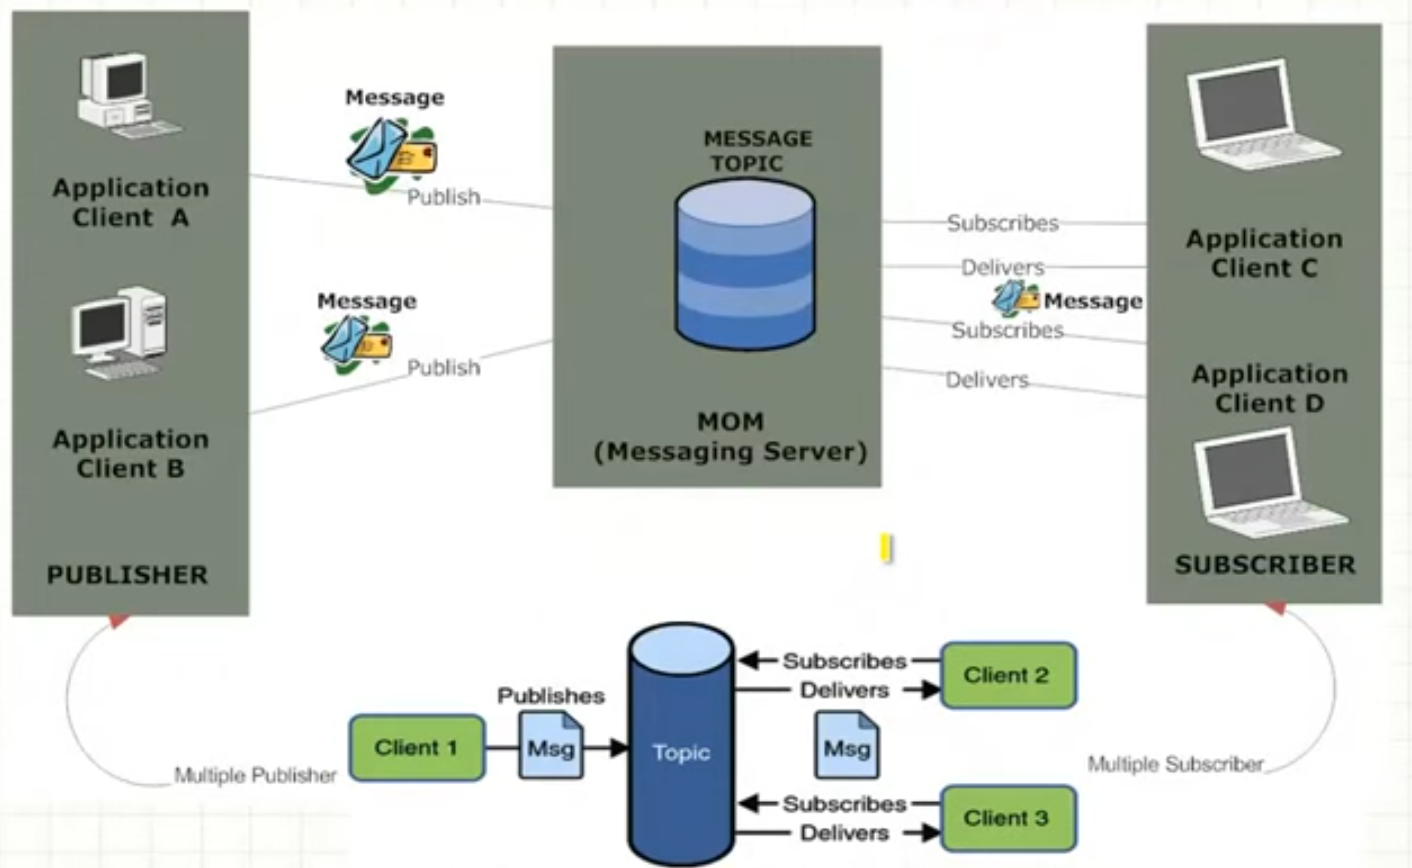 Application
Client A
Application
Client B
PUBLISHER
Message
Publish
Message
Publish
MESSAGE
TOPIC
MOM
(Messaging Server)
Subscribes
Delivers
Message
Subscribes
Delivers
Application
Client C
Application
Client D
SUBSCRIBER
Multiple Publisher
Client 1
Publishes
Msg
Topic
Subscribes
Delivers
Msg
Subscribes
Delivers
Client 2
Client 3
Multiple Subscriber